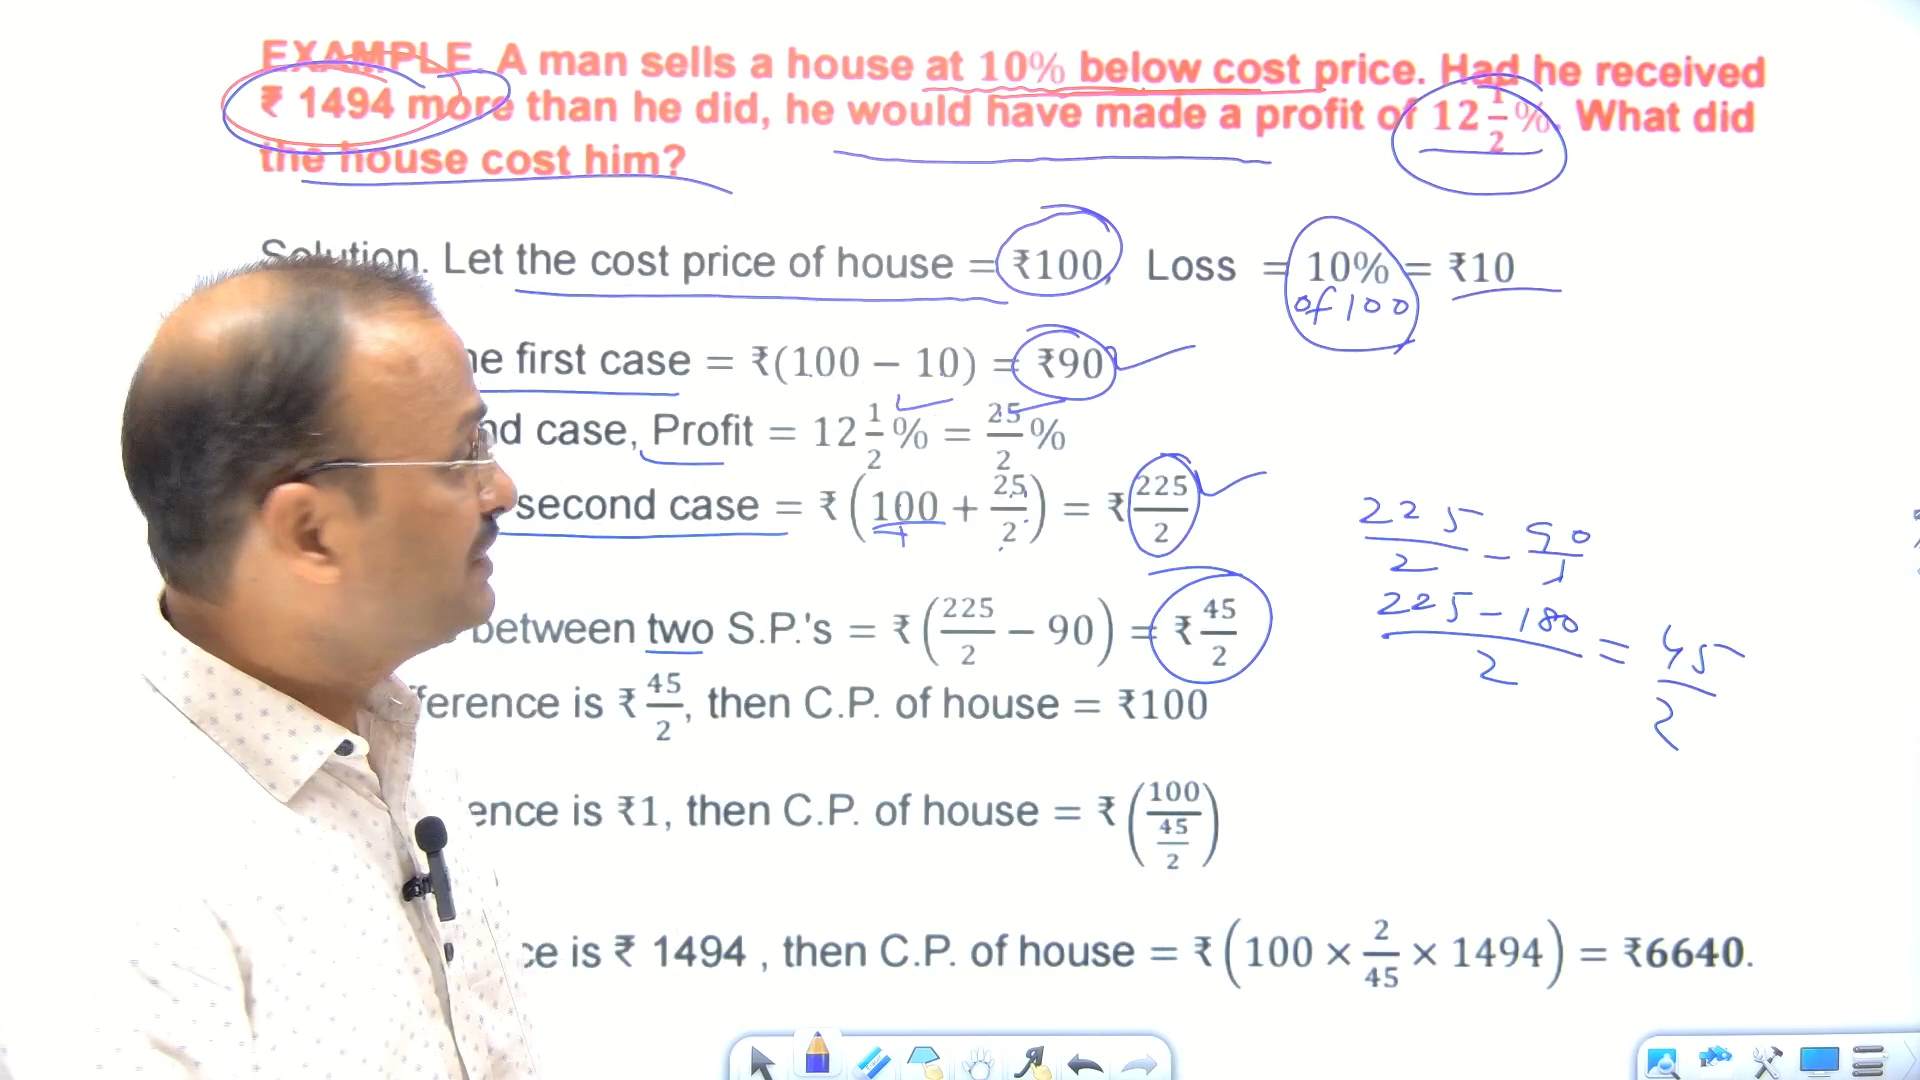 EXAMPLE. A man sells a house at 10% below cost price. Had he received
₹ 1494 more than he did, he would have made a profit of 12 1/2 %. What did
the house cost him?
Solution. Let the cost price of house = ₹100, Loss = 10% = ₹10
of 100
first case = ₹(100 − 10) = ₹90
case, Profit = 12 1/2 % = 25/2 %
second case = ₹(100 + 25/2) = ₹ 225/2
225/2 − 90/1
between two S.P.'s = ₹(225/2 − 90) = ₹ 45/2
(225 − 180)/2 = 45/2
is ₹ 45/2, then C.P. of house = ₹100
is ₹1, then C.P. of house = ₹(100/(45/2))
is ₹ 1494 , then C.P. of house = ₹(100 × 2/45 × 1494) = ₹6640.